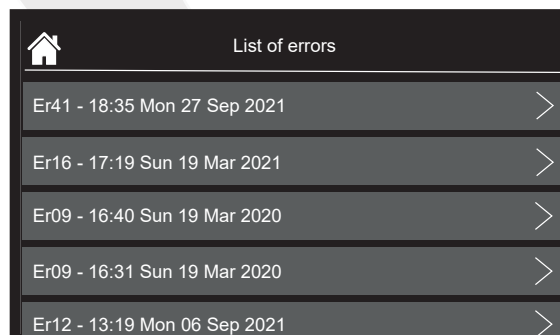 List of errors
Er41 - 18:35 Mon 27 Sep 2021
Er16 - 17:19 Sun 19 Mar 2021
Er09 - 16:40 Sun 19 Mar 2020
Er09 - 16:31 Sun 19 Mar 2020
Er12 - 13:19 Mon 06 Sep 2021